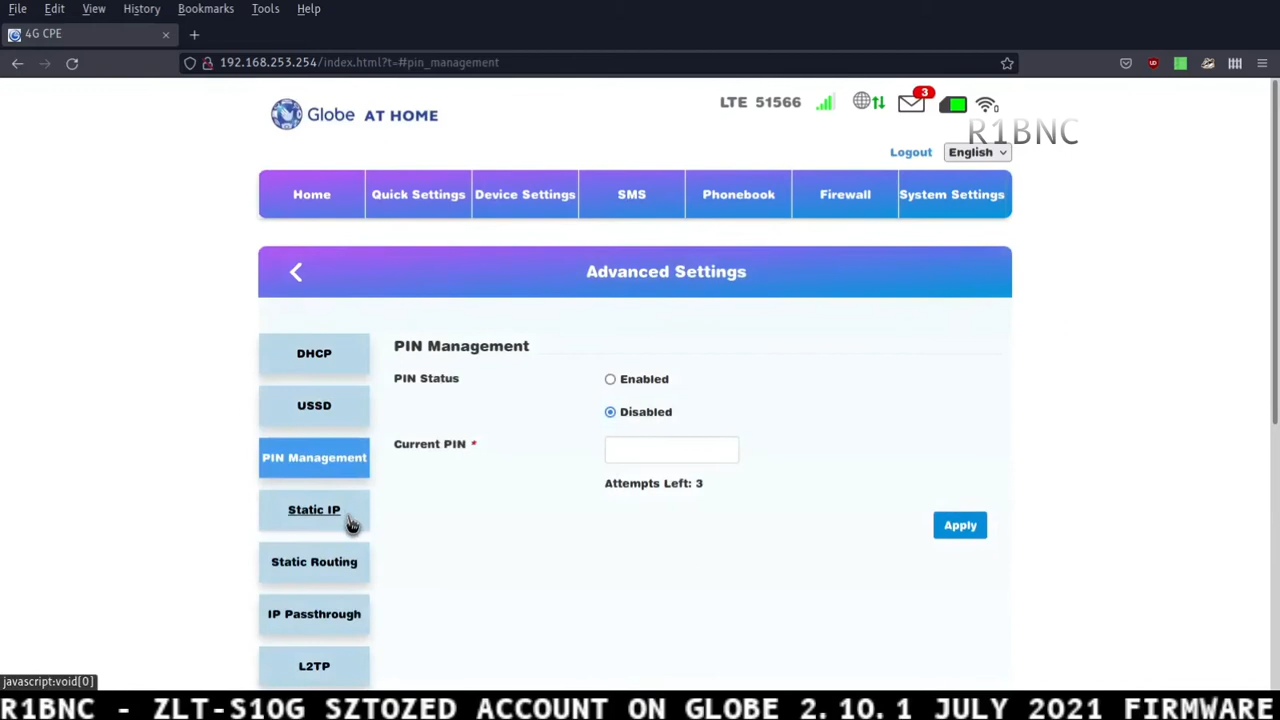 File Edit View History Bookmarks Tools Help
4G CPE
192.168.253.254/index.html?t=#pin_management
Globe AT HOME
LTE 51566
3
0
R1BNC
Logout English
Home Quick Settings Device Settings SMS Phonebook Firewall System Settings
Advanced Settings
DHCP
USSD
PIN Management
Static IP
Static Routing
IP Passthrough
L2TP
PIN Management
PIN Status
Enabled
Disabled
Current PIN *
Attempts Left: 3
Apply
javascript:void[0]
R1BNC - ZLT-S10G SZTOZED ACCOUNT ON GLOBE 2.10.1 JULY 2021 FIRMWARE